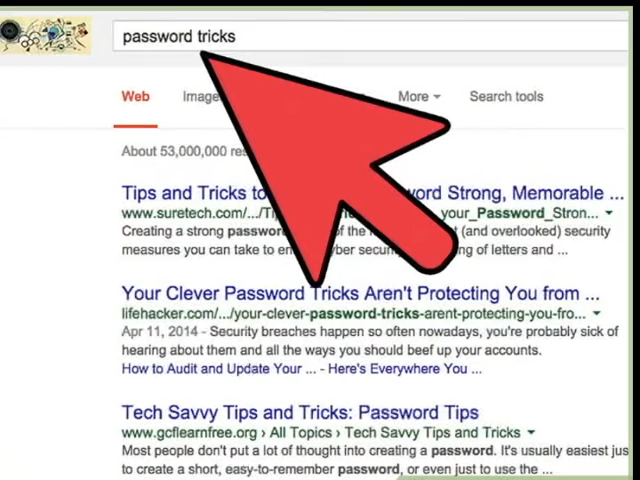 password tricks
Web Image More Search tools
About 53,000,000 res
Tips and Tricks to word Strong, Memorable ...
www.suretech.com/.../Ti your_Password_Stron...
Creating a strong passwor of the (and overlooked) security
measures you can take to en yber secur ng of letters and ...
Your Clever Password Tricks Aren't Protecting You from ...
lifehacker.com/.../your-clever-password-tricks-arent-protecting-you-fro...
Apr 11, 2014 - Security breaches happen so often nowadays, you're probably sick of
hearing about them and all the ways you should beef up your accounts.
How to Audit and Update Your ... - Here's Everywhere You ...
Tech Savvy Tips and Tricks: Password Tips
www.gcflearnfree.org › All Topics › Tech Savvy Tips and Tricks
Most people don't put a lot of thought into creating a password. It's usually easiest jus
to create a short, easy-to-remember password, or even just to use the ...